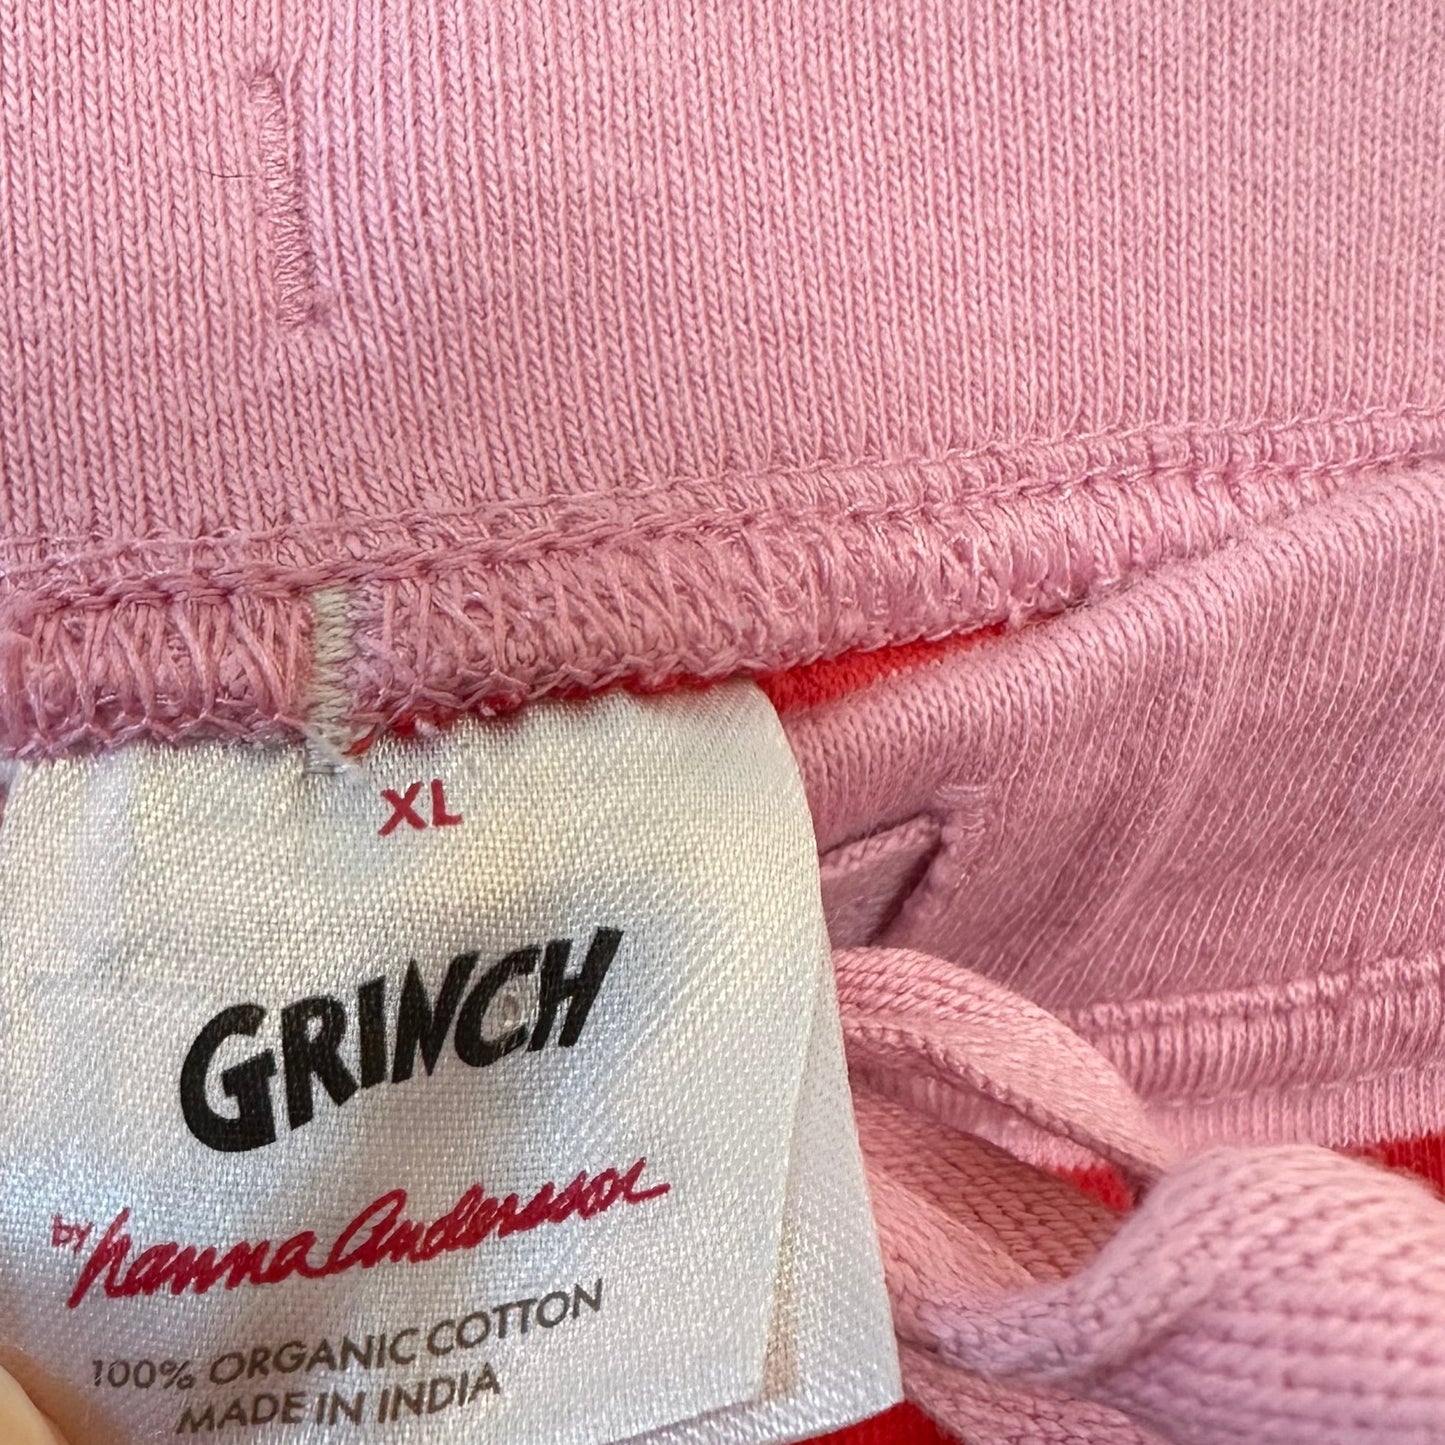 XL
GRINCH
by hanna Andersson
100% ORGANIC COTTON
MADE IN INDIA